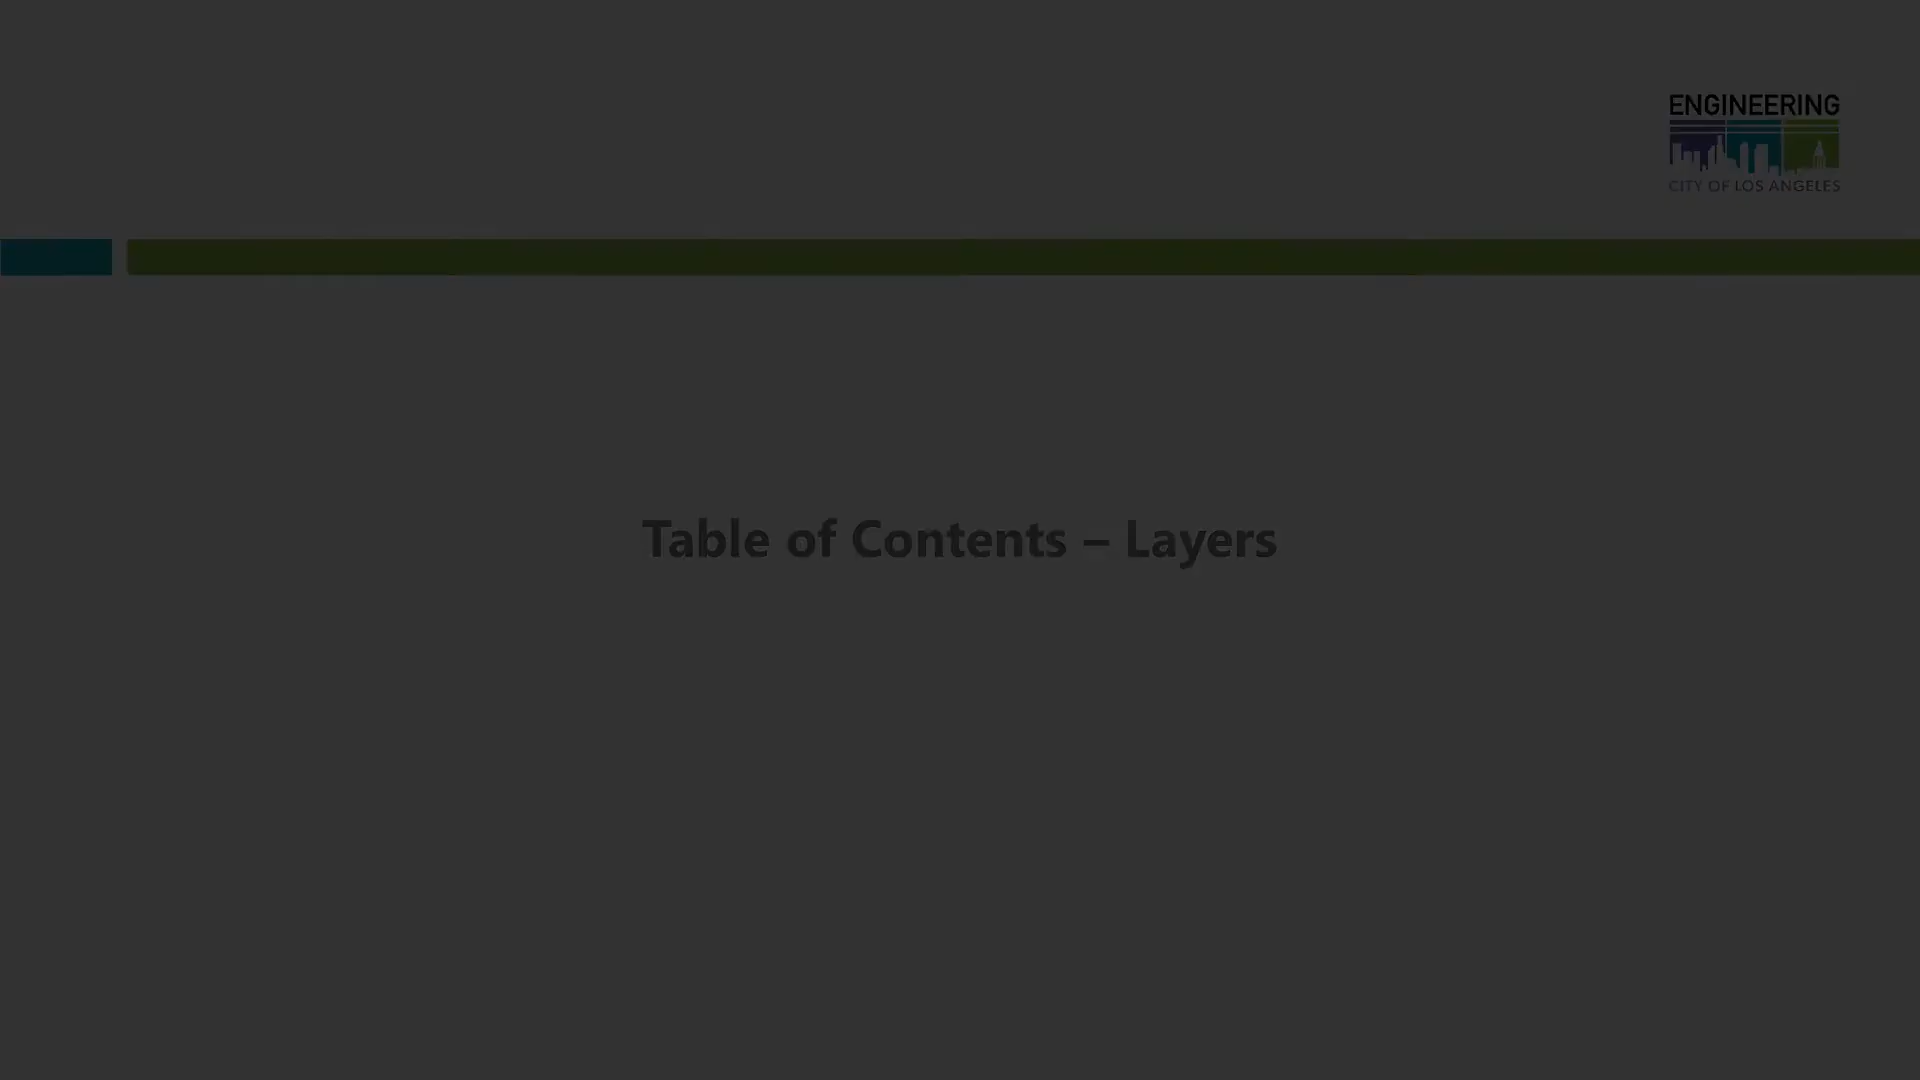 ENGINEERING
CITY OF LOS ANGELES
Table of Contents – Layers